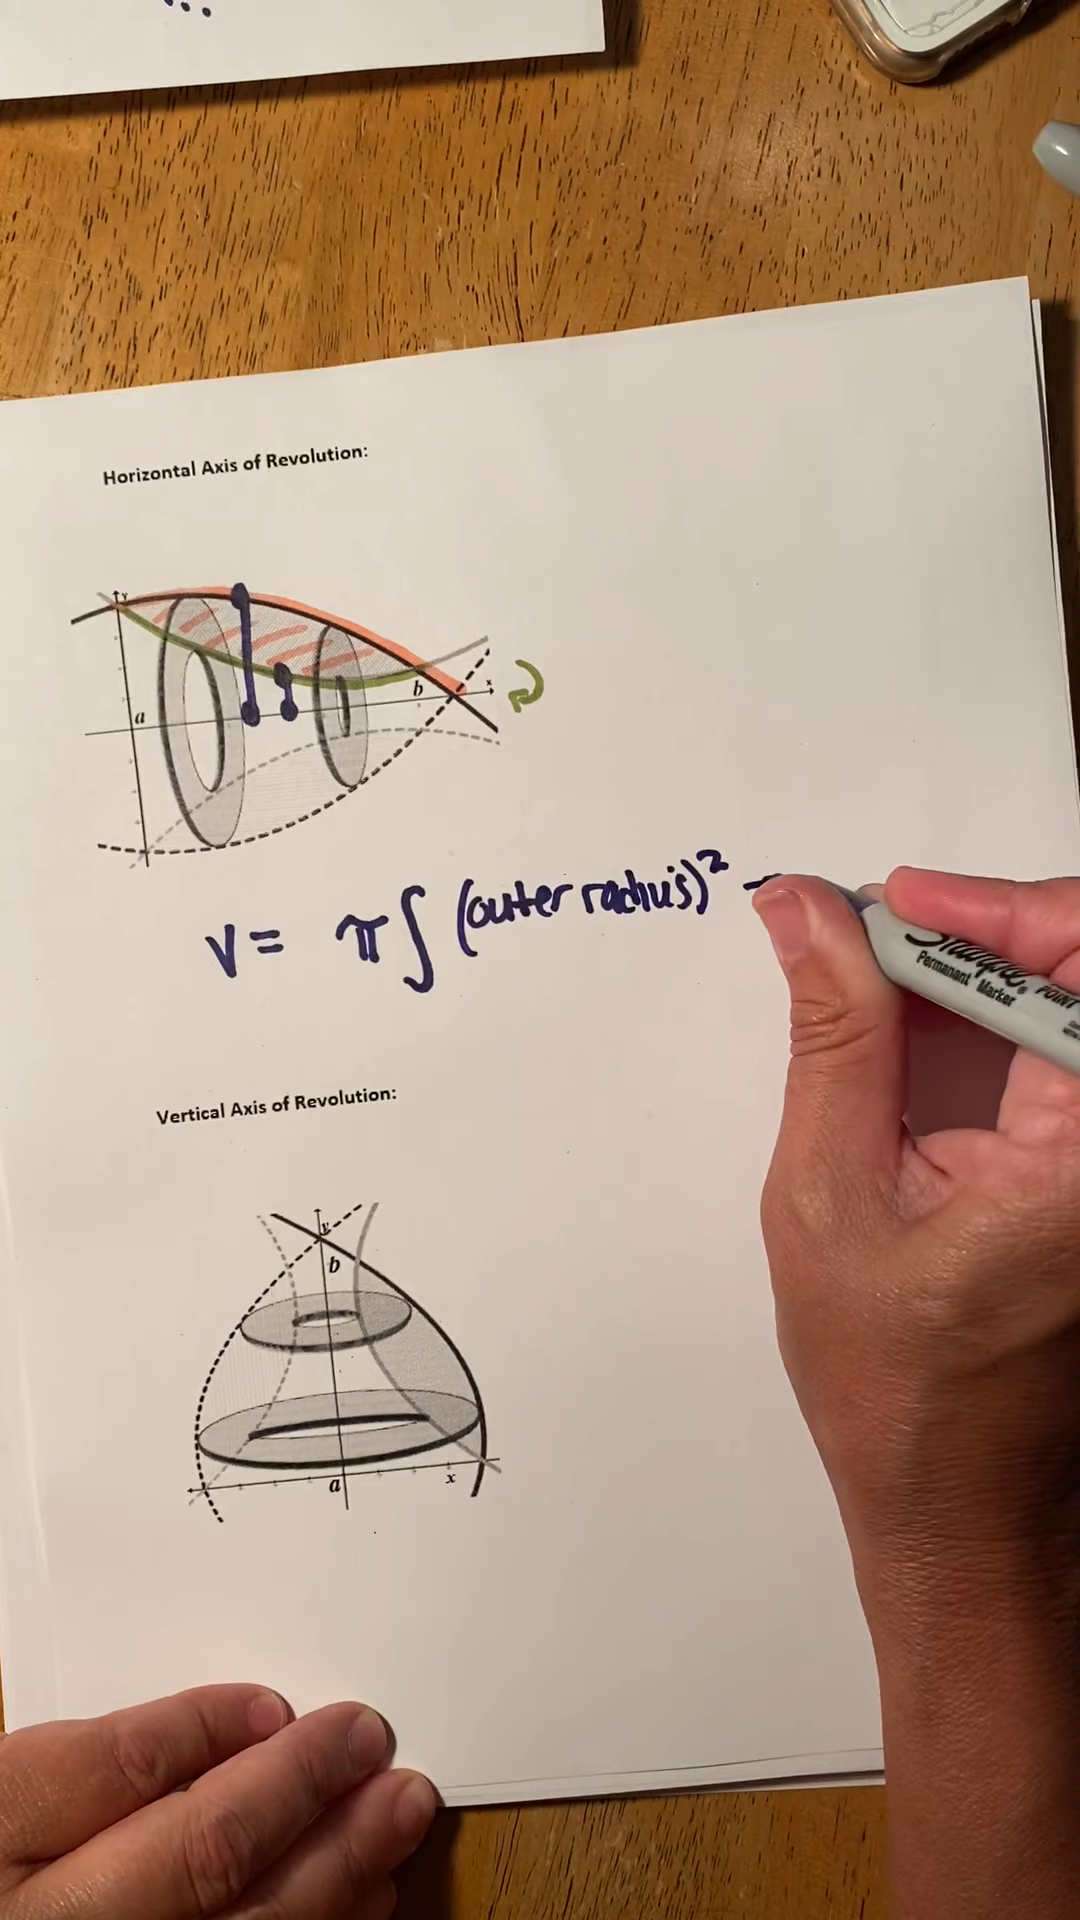 Horizontal Axis of Revolution:
y
a
b
x
V = π∫ (outer radius)² -
Sharpie®
Permanent Marker
POINT
Vertical Axis of Revolution:
y
b
a
x